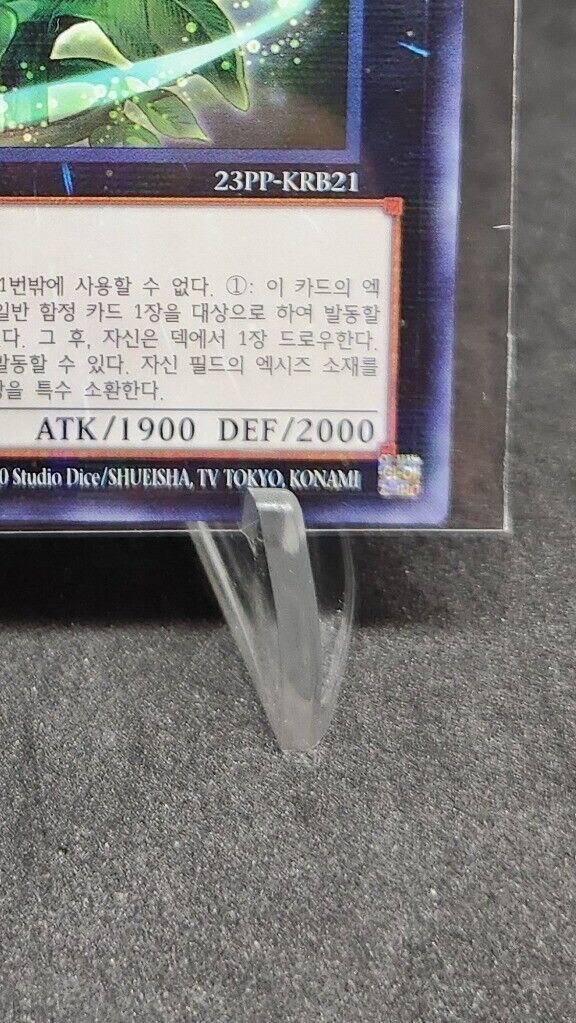 23PP-KRB21
1번밖에 사용할 수 없다. ①: 이 카드의 엑
일반 함정 카드 1장을 대상으로 하여 발동할
다. 그 후, 자신은 덱에서 1장 드로우한다.
발동할 수 있다. 자신 필드의 엑시즈 소재를
을 특수 소환한다.
ATK/1900 DEF/2000
0 Studio Dice/SHUEISHA, TV TOKYO, KONAMI